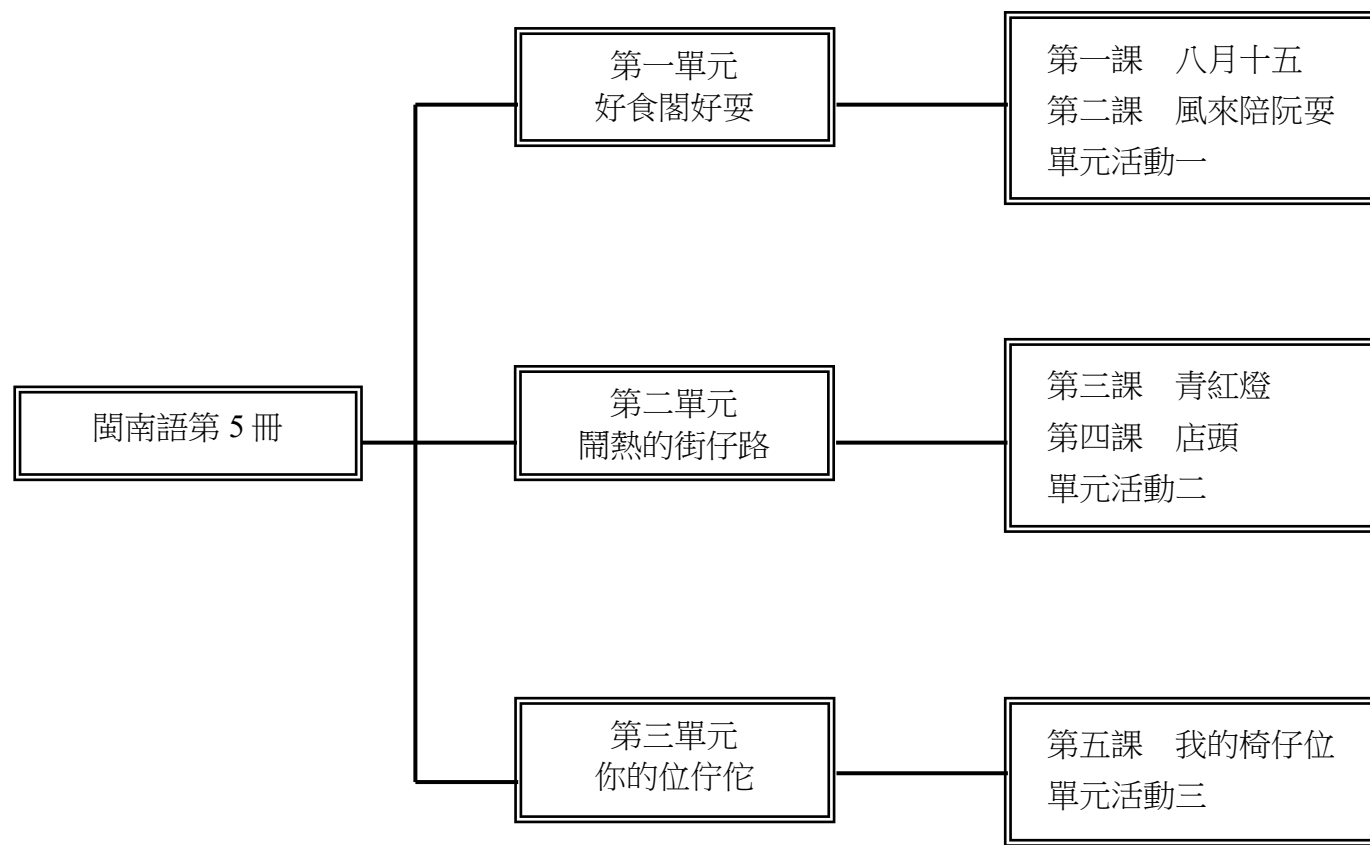 閩南語第 5 冊
第一單元
好食閣好耍
第一課　八月十五
第二課　風來陪阮耍
單元活動一
第二單元
鬧熱的街仔路
第三課　青紅燈
第四課　店頭
單元活動二
第三單元
你的位佇佗
第五課　我的椅仔位
單元活動三